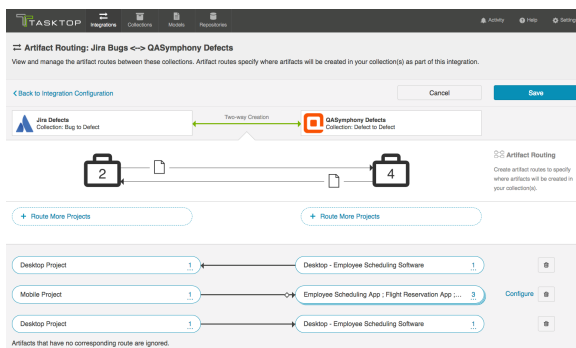 TASKTOP
Integrations
Collections
Models
Repositories
Activity
Help
Setting
Artifact Routing: Jira Bugs <--> QASymphony Defects
View and manage the artifact routes between these collections. Artifact routes specify where artifacts will be created in your collection(s) as part of this integration.
Back to Integration Configuration
Cancel
Save
Jira Defects
Collection: Bug to Defect
Two-way Creation
QASymphony Defects
Collection: Defect to Defect
2
4
Artifact Routing
Create artifact routes to specify
where artifacts will be created in
your collection(s).
+ Route More Projects
+ Route More Projects
Desktop Project 1
Desktop - Employee Scheduling Software 1
Mobile Project 1
Employee Scheduling App ; Flight Reservation App ;... 3
Configure
Desktop Project 1
Desktop - Employee Scheduling Software 1
Artifacts that have no corresponding route are ignored.